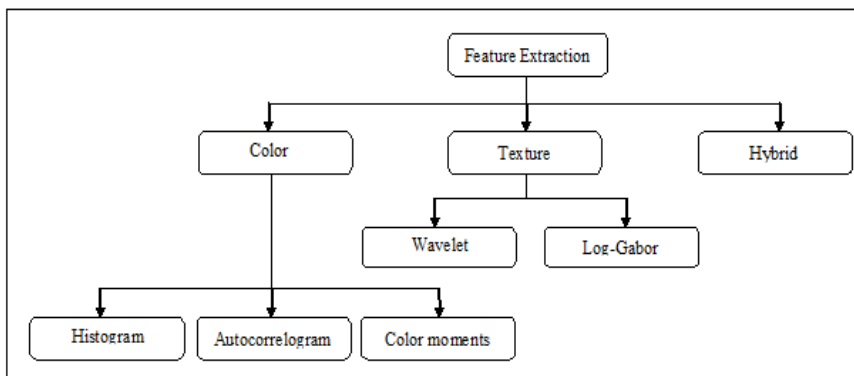 Feature Extraction
Color
Texture
Hybrid
Wavelet
Log-Gabor
Histogram
Autocorrelogram
Color moments